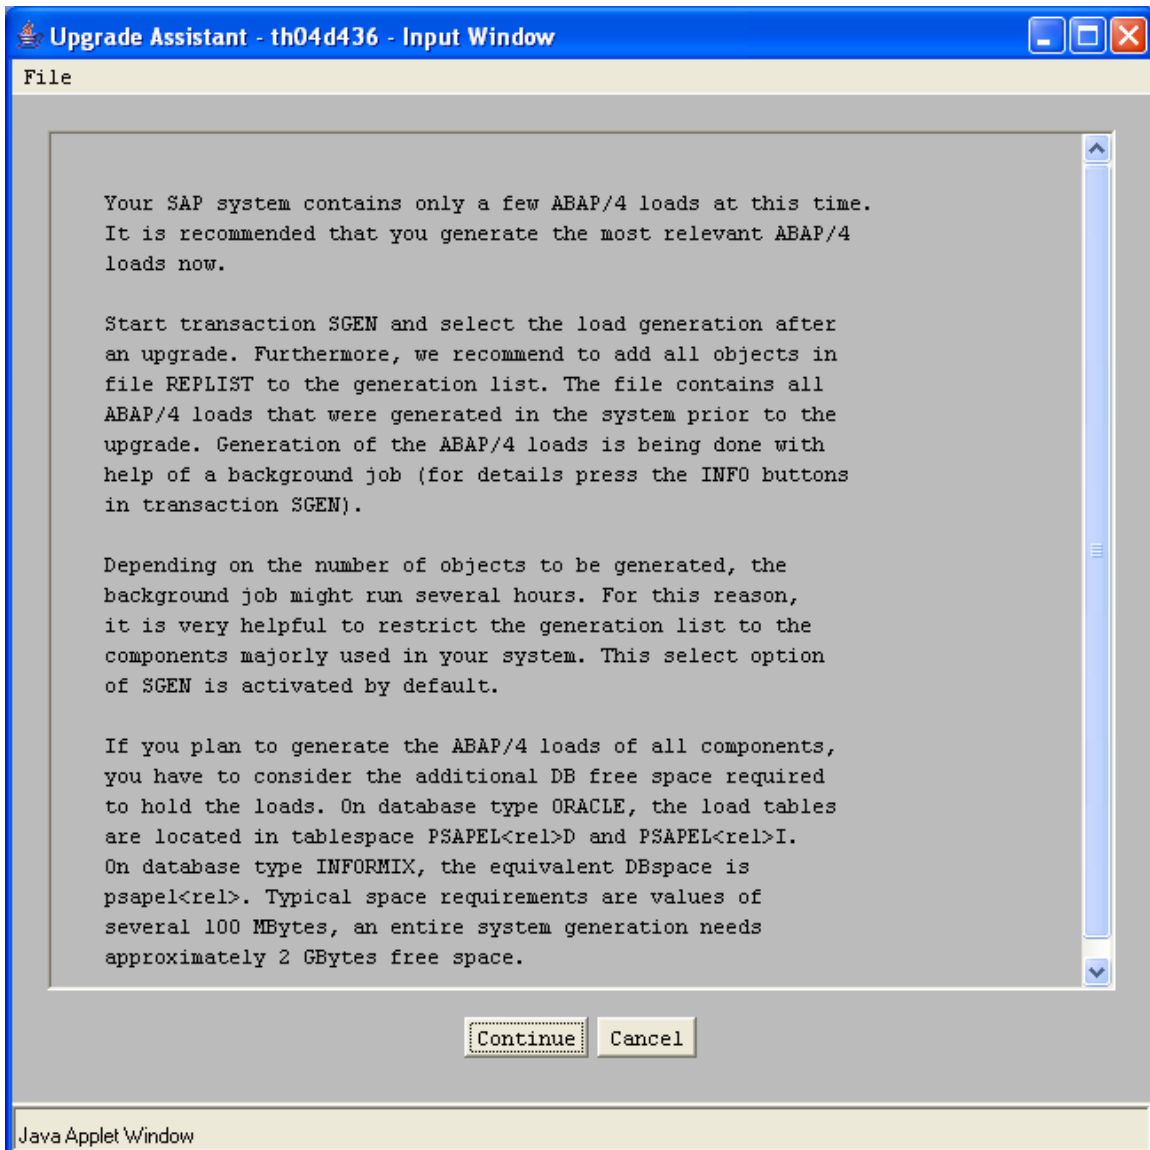 Upgrade Assistant - th04d436 - Input Window
File
Your SAP system contains only a few ABAP/4 loads at this time.
It is recommended that you generate the most relevant ABAP/4
loads now.
Start transaction SGEN and select the load generation after
an upgrade. Furthermore, we recommend to add all objects in
file REPLIST to the generation list. The file contains all
ABAP/4 loads that were generated in the system prior to the
upgrade. Generation of the ABAP/4 loads is being done with
help of a background job (for details press the INFO buttons
in transaction SGEN).
Depending on the number of objects to be generated, the
background job might run several hours. For this reason,
it is very helpful to restrict the generation list to the
components majorly used in your system. This select option
of SGEN is activated by default.
If you plan to generate the ABAP/4 loads of all components,
you have to consider the additional DB free space required
to hold the loads. On database type ORACLE, the load tables
are located in tablespace PSAPEL<rel>D and PSAPEL<rel>I.
On database type INFORMIX, the equivalent DBspace is
psapel<rel>. Typical space requirements are values of
several 100 MBytes, an entire system generation needs
approximately 2 GBytes free space.
Continue Cancel
Java Applet Window